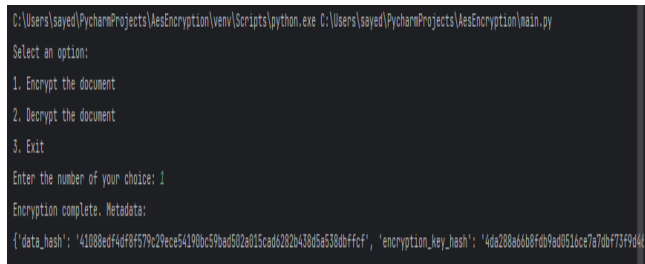 C:\Users\sayed\PycharmProjects\AesEncryption\venv\Scripts\python.exe C:\Users\sayed\PycharmProjects\AesEncryption\main.py
Select an option:
1. Encrypt the document
2. Decrypt the document
3. Exit
Enter the number of your choice: 1
Encryption complete. Metadata:
{'data_hash': '41088edf4df8f579c29ece54190bc59bad502a015cad6282b438d5a538dbffcf', 'encryption_key_hash': '4da288a66b8fdb9ad0516ce7a7dbf73f9d46